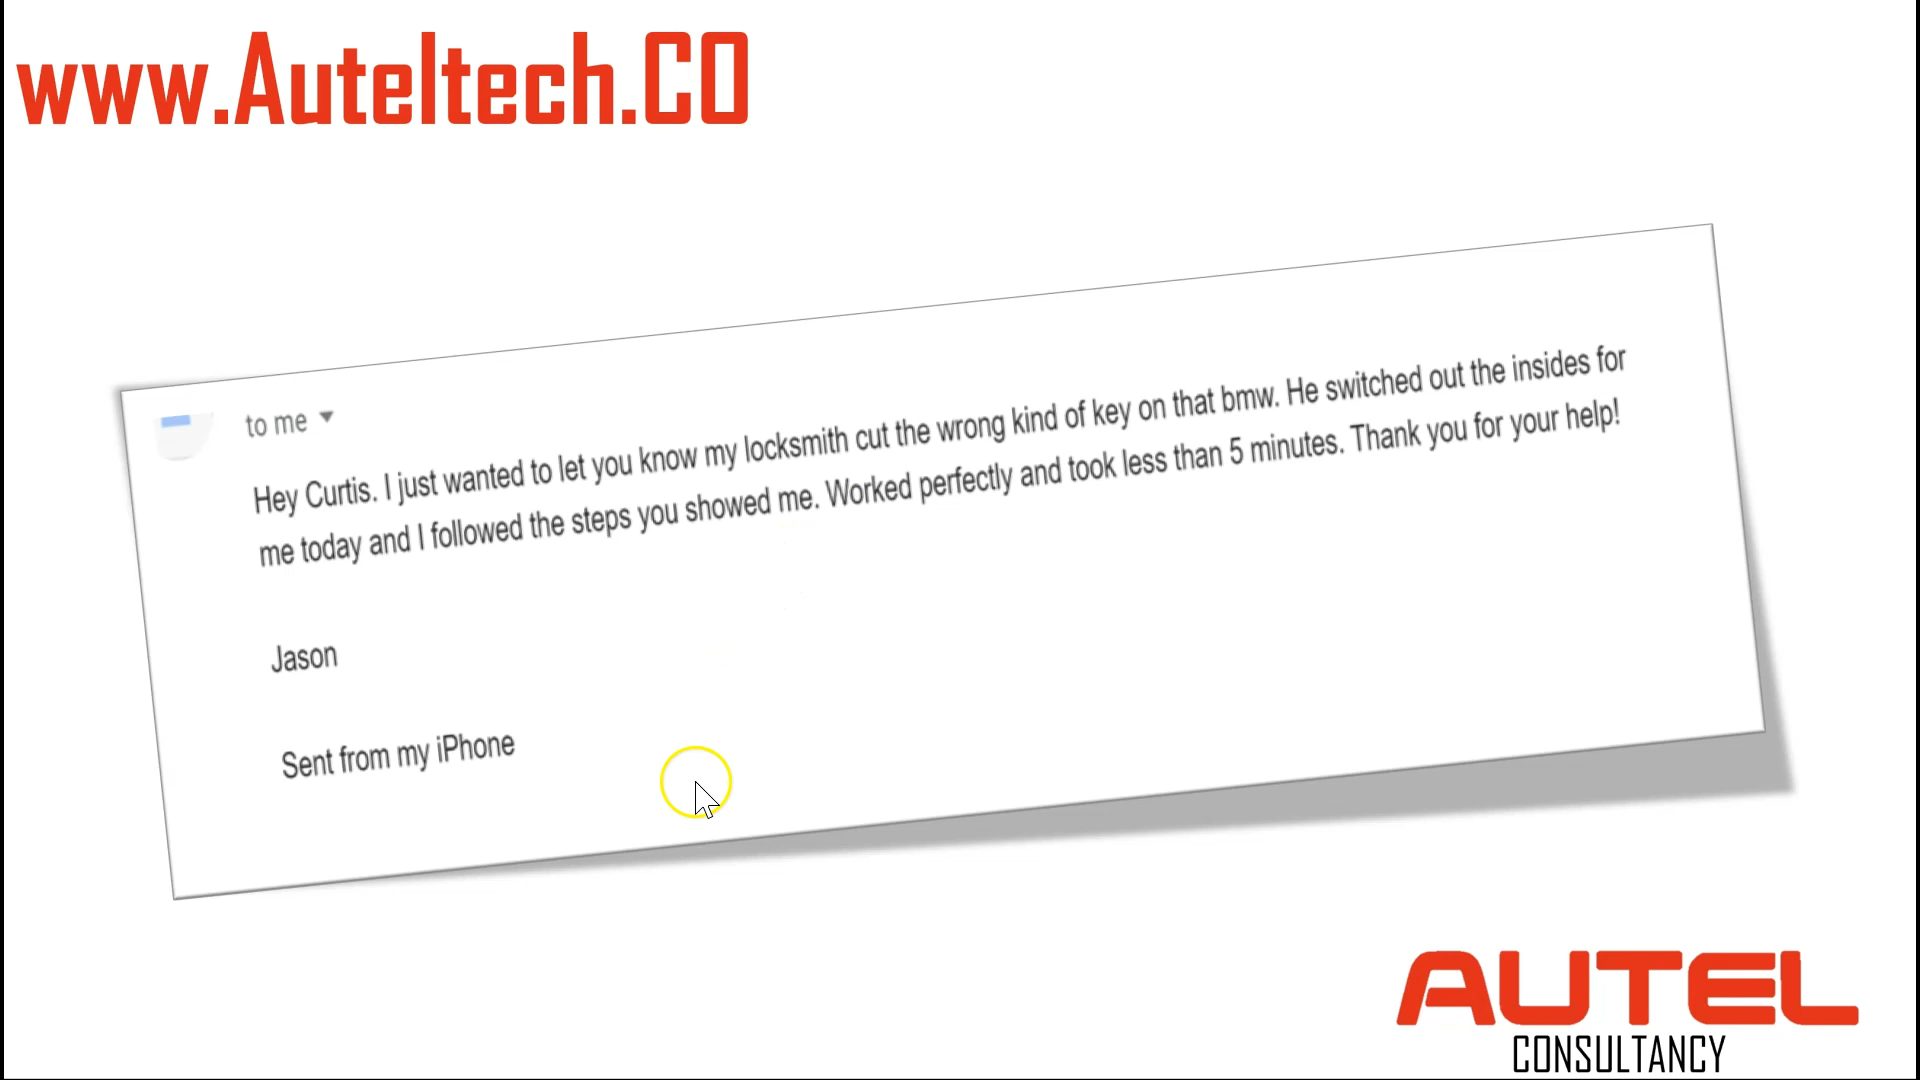 www.Auteltech.CO
to me
Hey Curtis. I just wanted to let you know my locksmith cut the wrong kind of key on that bmw. He switched out the insides for
me today and I followed the steps you showed me. Worked perfectly and took less than 5 minutes. Thank you for your help!
Jason
Sent from my iPhone
AUTEL
CONSULTANCY